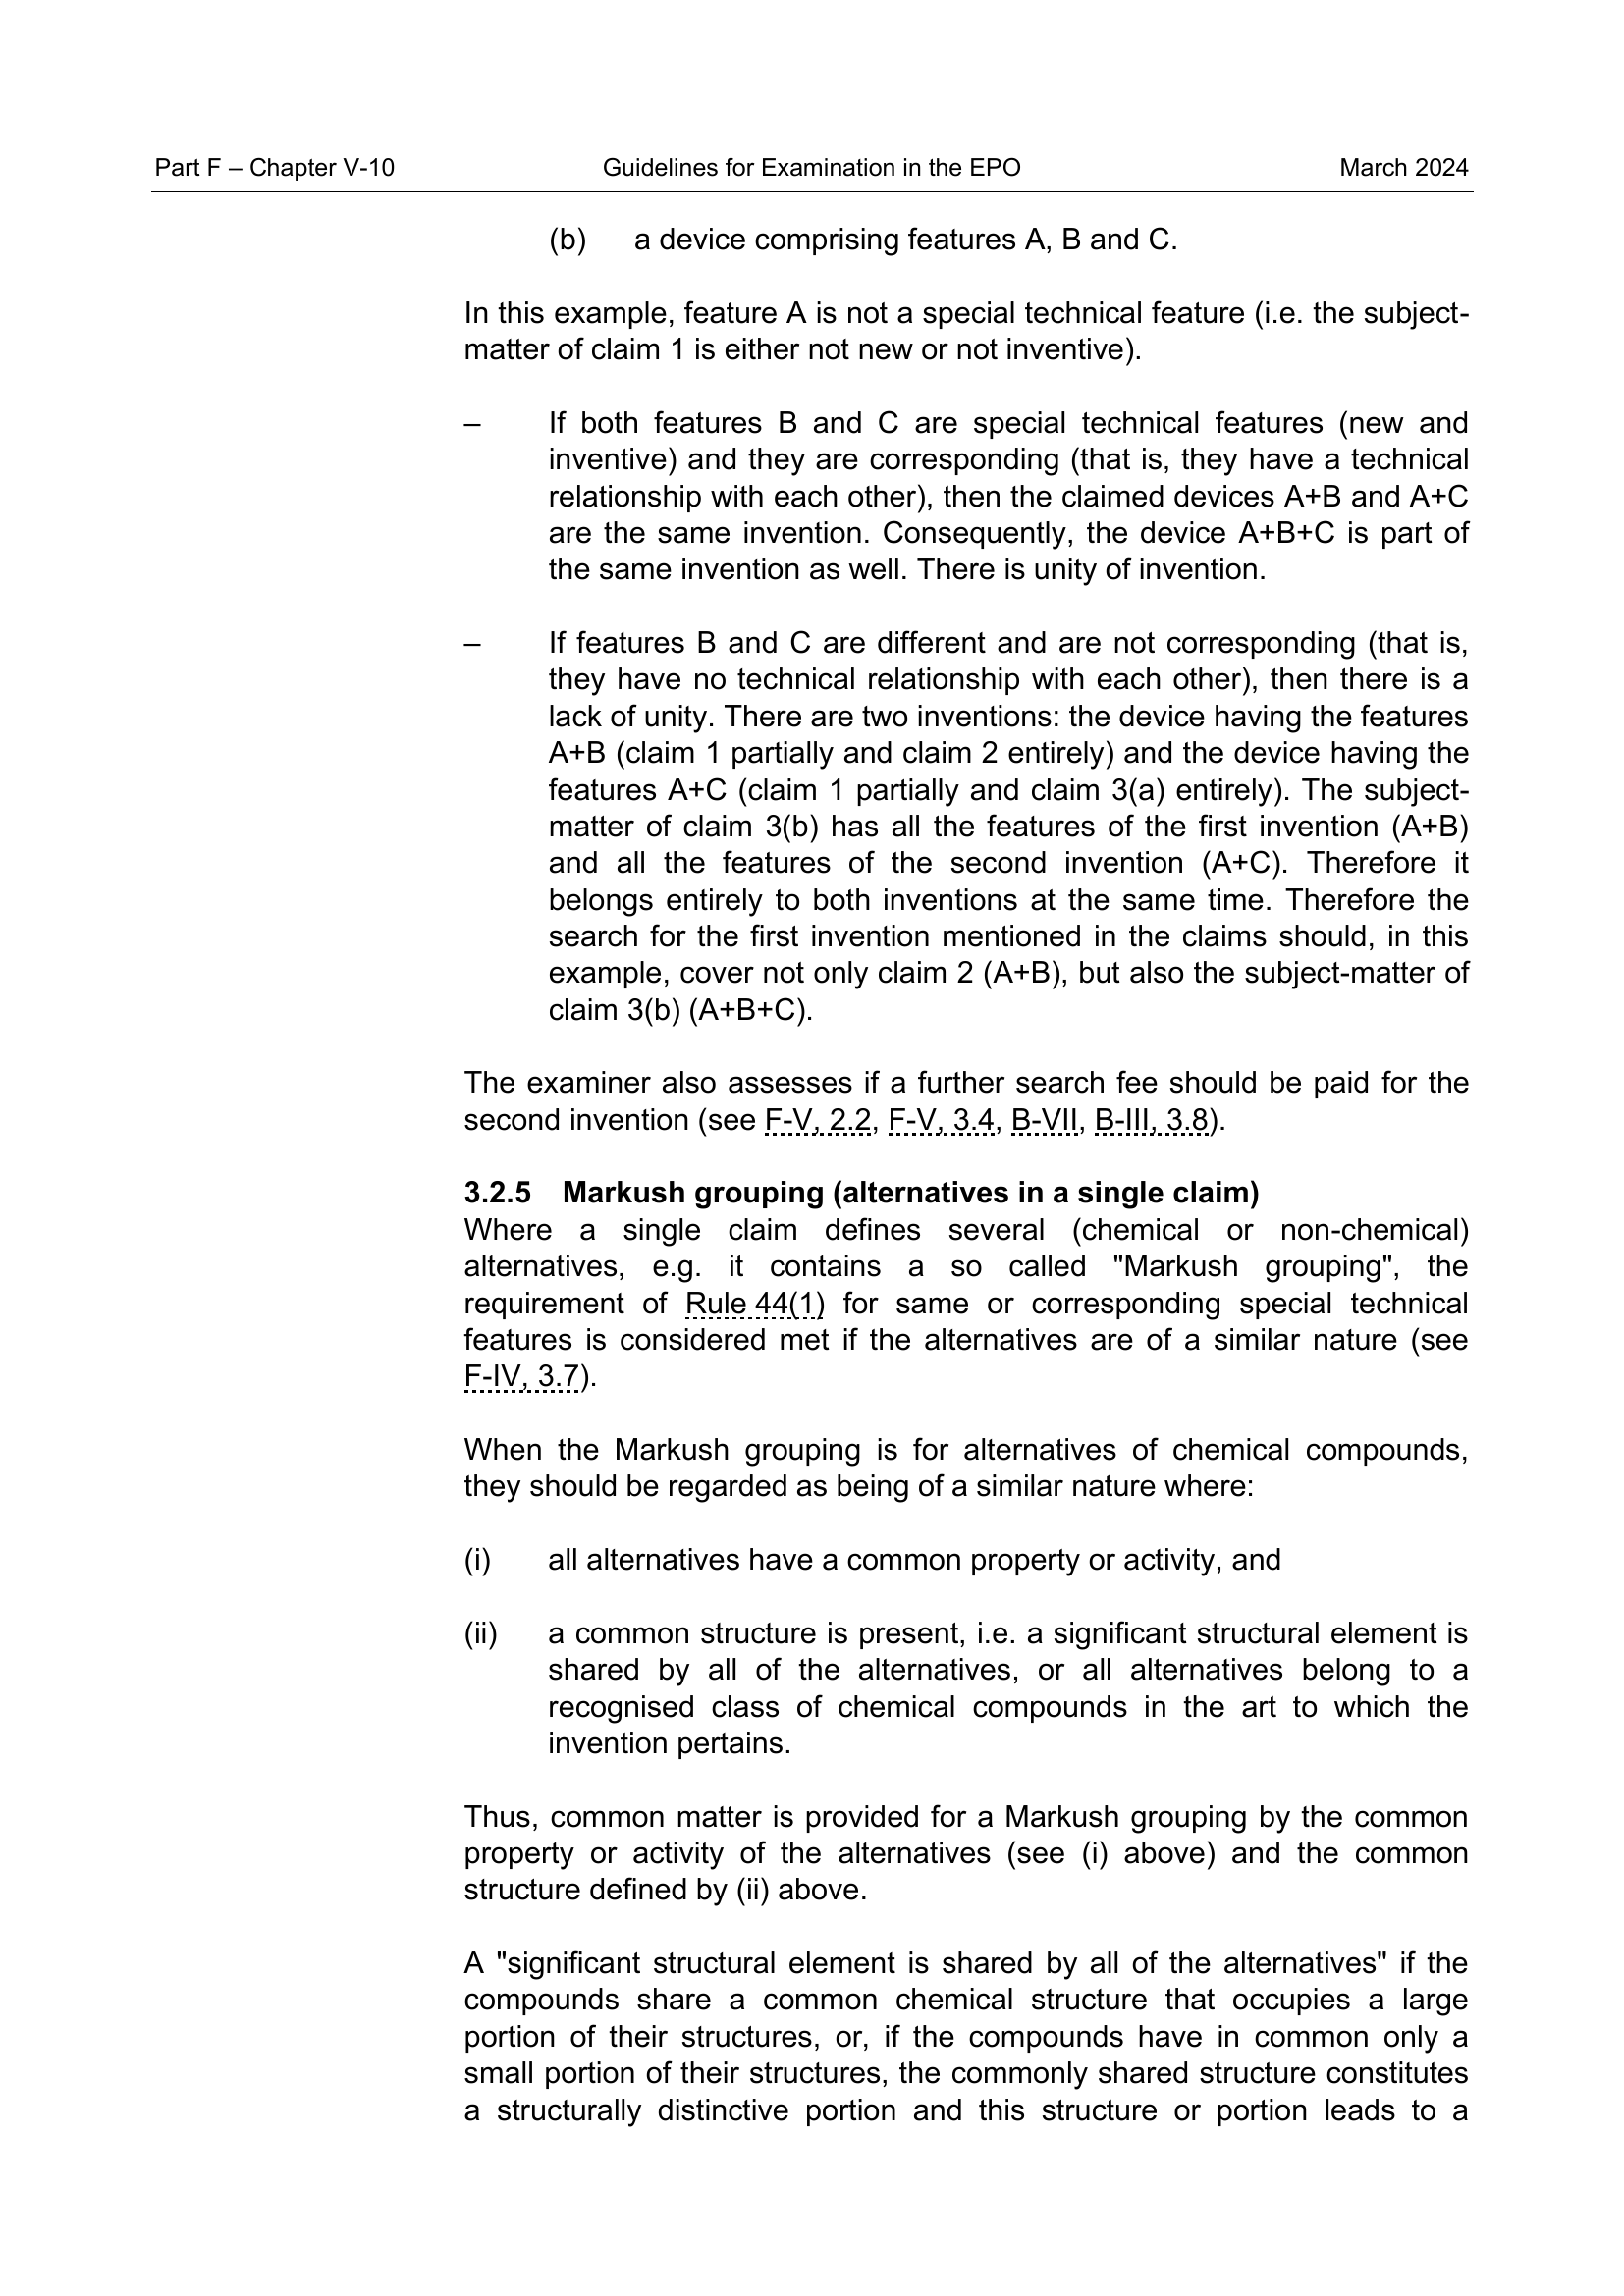 Part F – Chapter V-10 Guidelines for Examination in the EPO March 2024
(b) a device comprising features A, B and C.
In this example, feature A is not a special technical feature (i.e. the subject-
matter of claim 1 is either not new or not inventive).
– If both features B and C are special technical features (new and
inventive) and they are corresponding (that is, they have a technical
relationship with each other), then the claimed devices A+B and A+C
are the same invention. Consequently, the device A+B+C is part of
the same invention as well. There is unity of invention.
– If features B and C are different and are not corresponding (that is,
they have no technical relationship with each other), then there is a
lack of unity. There are two inventions: the device having the features
A+B (claim 1 partially and claim 2 entirely) and the device having the
features A+C (claim 1 partially and claim 3(a) entirely). The subject-
matter of claim 3(b) has all the features of the first invention (A+B)
and all the features of the second invention (A+C). Therefore it
belongs entirely to both inventions at the same time. Therefore the
search for the first invention mentioned in the claims should, in this
example, cover not only claim 2 (A+B), but also the subject-matter of
claim 3(b) (A+B+C).
The examiner also assesses if a further search fee should be paid for the
second invention (see F-V, 2.2, F-V, 3.4, B-VII, B-III, 3.8).
3.2.5 Markush grouping (alternatives in a single claim)
Where a single claim defines several (chemical or non-chemical)
alternatives, e.g. it contains a so called "Markush grouping", the
requirement of Rule 44(1) for same or corresponding special technical
features is considered met if the alternatives are of a similar nature (see
F-IV, 3.7).
When the Markush grouping is for alternatives of chemical compounds,
they should be regarded as being of a similar nature where:
(i) all alternatives have a common property or activity, and
(ii) a common structure is present, i.e. a significant structural element is
shared by all of the alternatives, or all alternatives belong to a
recognised class of chemical compounds in the art to which the
invention pertains.
Thus, common matter is provided for a Markush grouping by the common
property or activity of the alternatives (see (i) above) and the common
structure defined by (ii) above.
A "significant structural element is shared by all of the alternatives" if the
compounds share a common chemical structure that occupies a large
portion of their structures, or, if the compounds have in common only a
small portion of their structures, the commonly shared structure constitutes
a structurally distinctive portion and this structure or portion leads to a